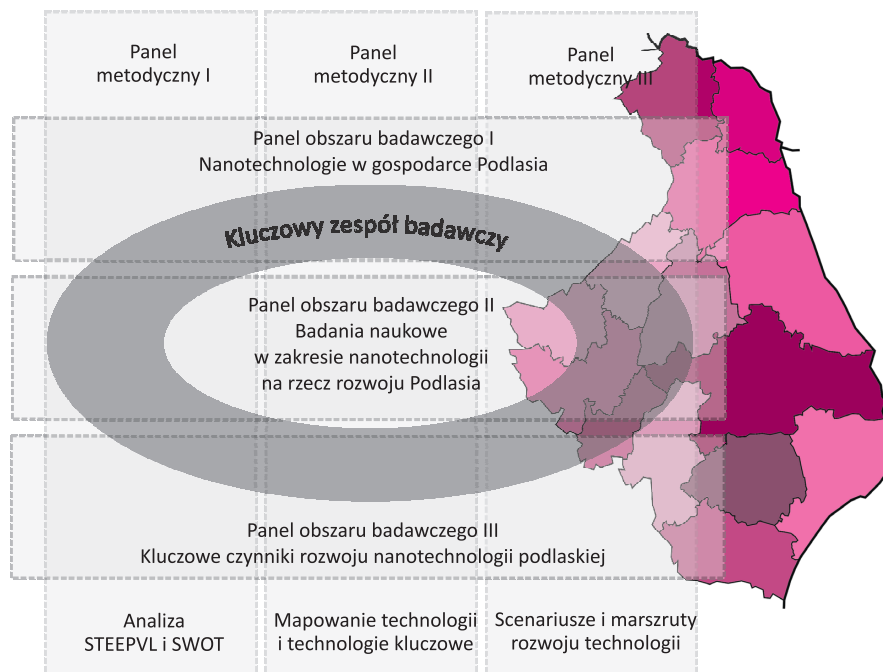 Panel
metodyczny I
Panel
metodyczny II
Panel
metodyczny III
Panel obszaru badawczego I
Nanotechnologie w gospodarce Podlasia
Kluczowy zespół badawczy
Panel obszaru badawczego II
Badania naukowe
w zakresie nanotechnologii
na rzecz rozwoju Podlasia
Panel obszaru badawczego III
Kluczowe czynniki rozwoju nanotechnologii podlaskiej
Analiza
STEEPVL i SWOT
Mapowanie technologii
i technologie kluczowe
Scenariusze i marszruty
rozwoju technologii